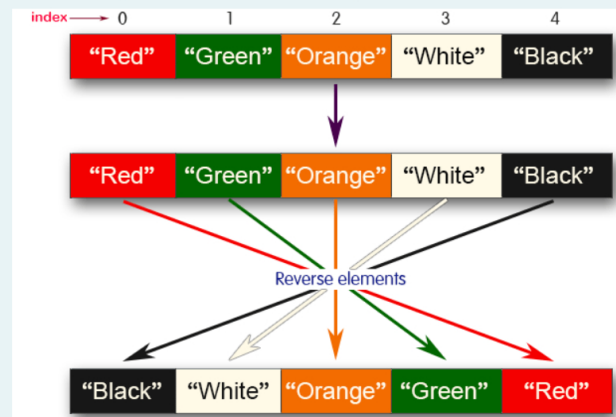 index 0 1 2 3 4
“Red” “Green” “Orange” “White” “Black”
“Red” “Green” “Orange” “White” “Black”
Reverse elements
“Black” “White” “Orange” “Green” “Red”